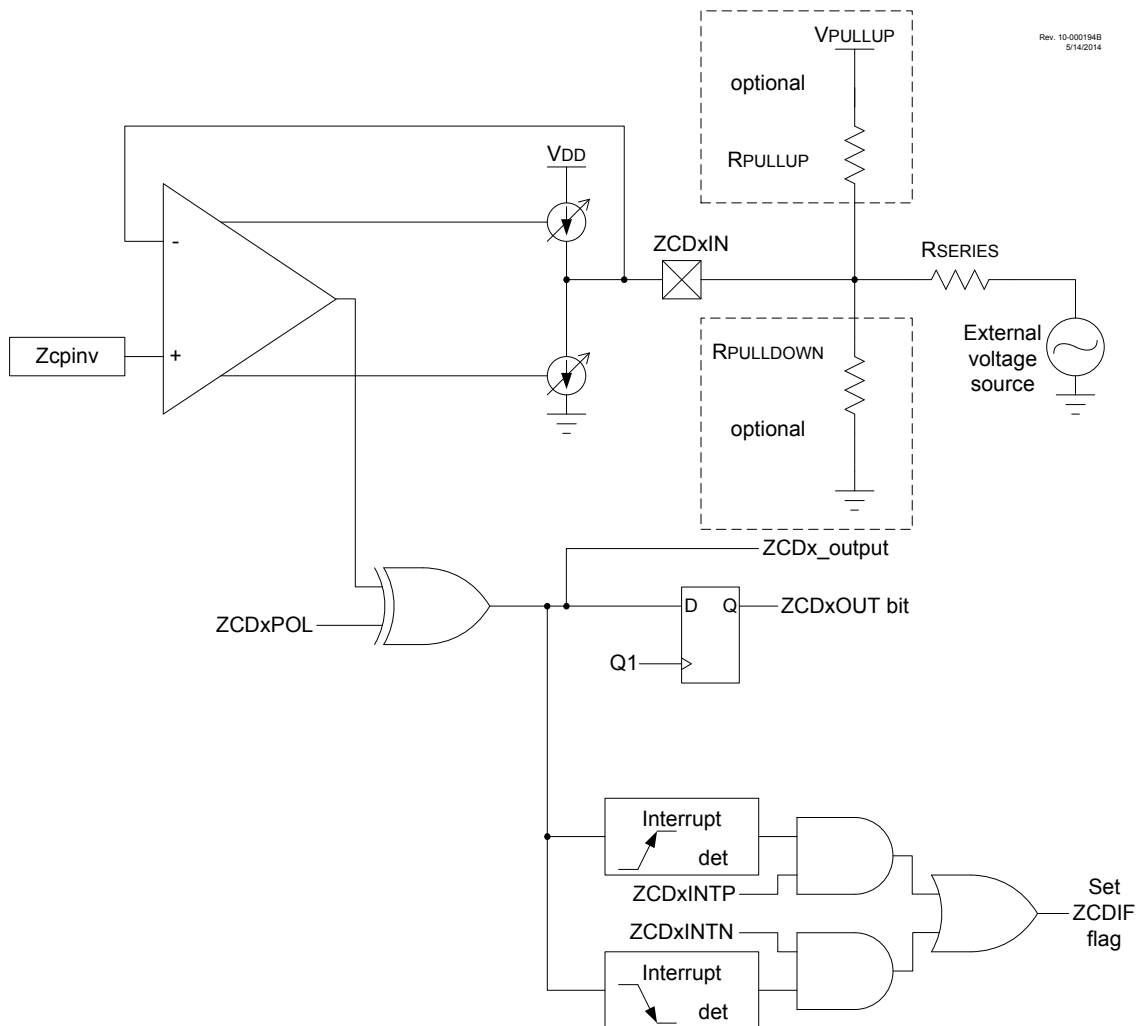 VPULLUP
Rev. 10-000194B
5/14/2014
optional
RPULLUP
VDD
-
ZCDxIN
RSERIES
Zcpinv
+
RPULLDOWN
External
voltage
source
optional
ZCDx_output
ZCDxPOL
D
Q
ZCDxOUT bit
Q1
Interrupt
det
ZCDxINTP
ZCDxINTN
Set
ZCDIF
flag
Interrupt
det